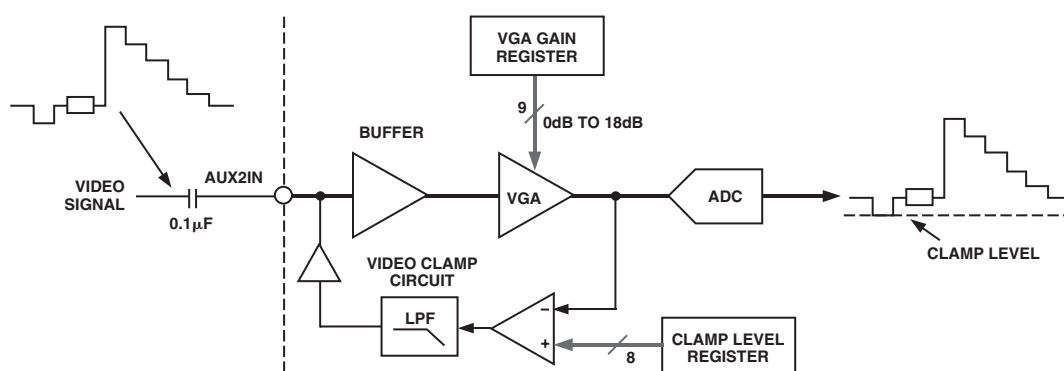 VGA GAIN
REGISTER
9
0dB TO 18dB
BUFFER
AUX2IN
VIDEO
SIGNAL
0.1μF
VGA
ADC
CLAMP LEVEL
VIDEO CLAMP
CIRCUIT
LPF
–
+
8
CLAMP LEVEL
REGISTER